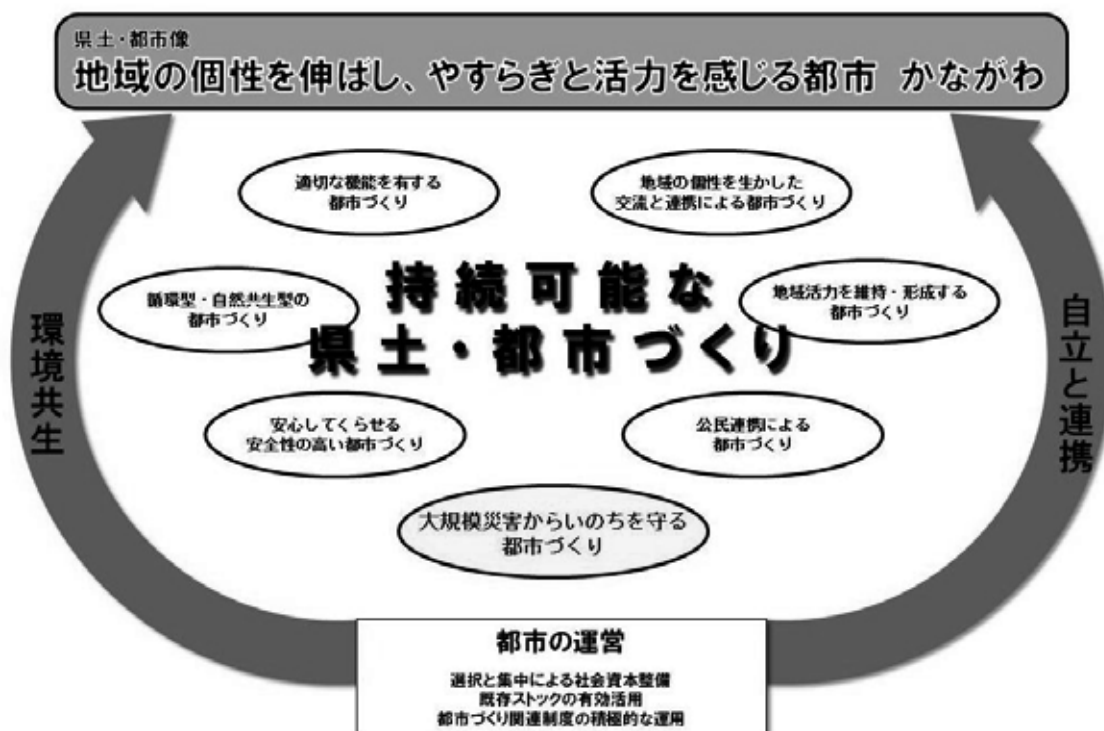 県土・都市像
地域の個性を伸ばし、やすらぎと活力を感じる都市 かながわ
適切な機能を有する
都市づくり
地域の個性を生かした
交流と連携による都市づくり
持続可能な
県土・都市づくり
循環型・自然共生型の
都市づくり
地域活力を維持・形成する
都市づくり
環境共生
自立と連携
安心してくらせる
安全性の高い都市づくり
公民連携による
都市づくり
大規模災害からいのちを守る
都市づくり
都市の運営
選択と集中による社会資本整備
既存ストックの有効活用
都市づくり関連制度の積極的な運用